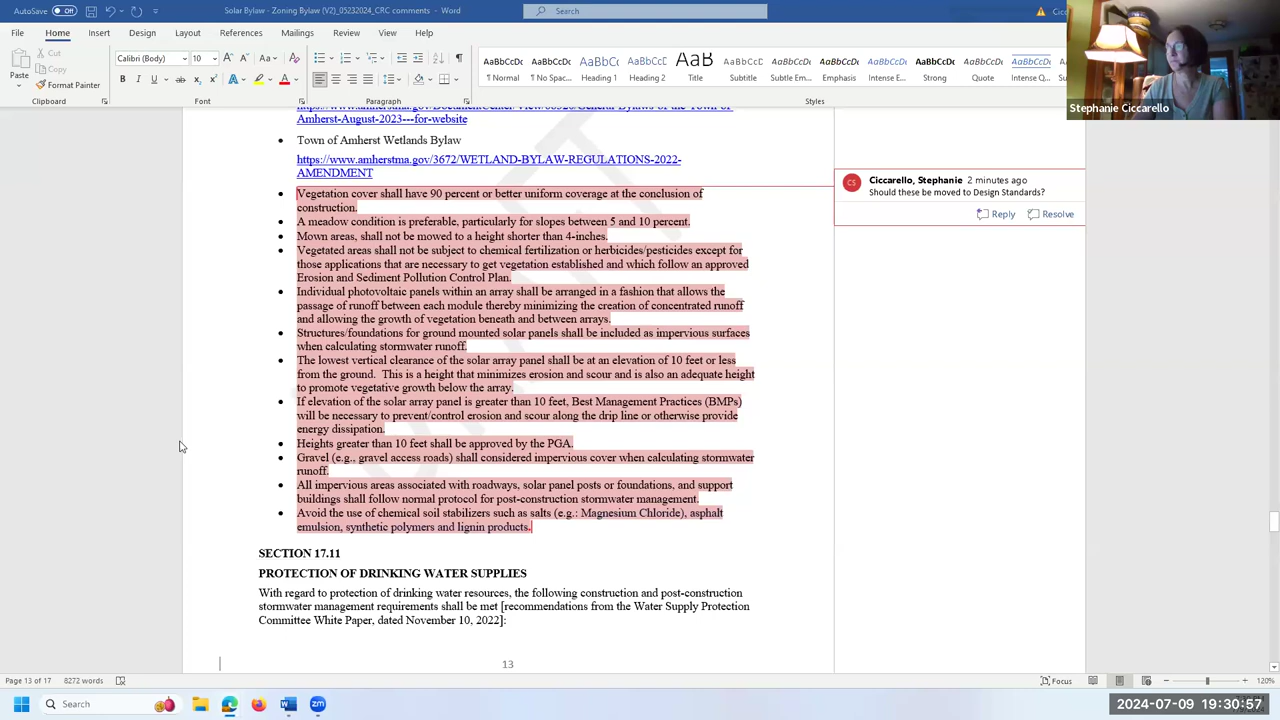 AutoSave Off
Solar Bylaw - Zoning Bylaw (V2)_05232024_CRC comments - Word
Search
Cicc
File Home Insert Design Layout References Mailings Review View Help
Paste
Cut
Copy
Format Painter
Clipboard
Calibri (Body) 10
Font
Paragraph
AaBbCcDc AaBbCcDc AaBbCc AaBbCcD AaB AaBbCcD AaBbCcDc AaBbCcDc AaBbCcDc AaBbCcDc AaBbCcDc AaBbCcDc
¶ Normal ¶ No Spac... Heading 1 Heading 2 Title Subtitle Subtle Em... Emphasis Intense E... Strong Quote Intense Q...
Styles
Stephanie Ciccarello
Amherst-August-2023---for-website
• Town of Amherst Wetlands Bylaw
https://www.amherstma.gov/3672/WETLAND-BYLAW-REGULATIONS-2022-
AMENDMENT
• Vegetation cover shall have 90 percent or better uniform coverage at the conclusion of
construction.
• A meadow condition is preferable, particularly for slopes between 5 and 10 percent.
• Mown areas, shall not be mowed to a height shorter than 4-inches.
• Vegetated areas shall not be subject to chemical fertilization or herbicides/pesticides except for
those applications that are necessary to get vegetation established and which follow an approved
Erosion and Sediment Pollution Control Plan.
• Individual photovoltaic panels within an array shall be arranged in a fashion that allows the
passage of runoff between each module thereby minimizing the creation of concentrated runoff
and allowing the growth of vegetation beneath and between arrays.
• Structures/foundations for ground mounted solar panels shall be included as impervious surfaces
when calculating stormwater runoff.
• The lowest vertical clearance of the solar array panel shall be at an elevation of 10 feet or less
from the ground. This is a height that minimizes erosion and scour and is also an adequate height
to promote vegetative growth below the array.
• If elevation of the solar array panel is greater than 10 feet, Best Management Practices (BMPs)
will be necessary to prevent/control erosion and scour along the drip line or otherwise provide
energy dissipation.
• Heights greater than 10 feet shall be approved by the PGA.
• Gravel (e.g., gravel access roads) shall considered impervious cover when calculating stormwater
runoff.
• All impervious areas associated with roadways, solar panel posts or foundations, and support
buildings shall follow normal protocol for post-construction stormwater management.
• Avoid the use of chemical soil stabilizers such as salts (e.g.: Magnesium Chloride), asphalt
emulsion, synthetic polymers and lignin products.
SECTION 17.11
PROTECTION OF DRINKING WATER SUPPLIES
With regard to protection of drinking water resources, the following construction and post-construction
stormwater management requirements shall be met [recommendations from the Water Supply Protection
Committee White Paper, dated November 10, 2022]:
13
CS Ciccarello, Stephanie 2 minutes ago
Should these be moved to Design Standards?
Reply Resolve
Page 13 of 17 8272 words
Focus
120%
Search
2024-07-09 19:30:57